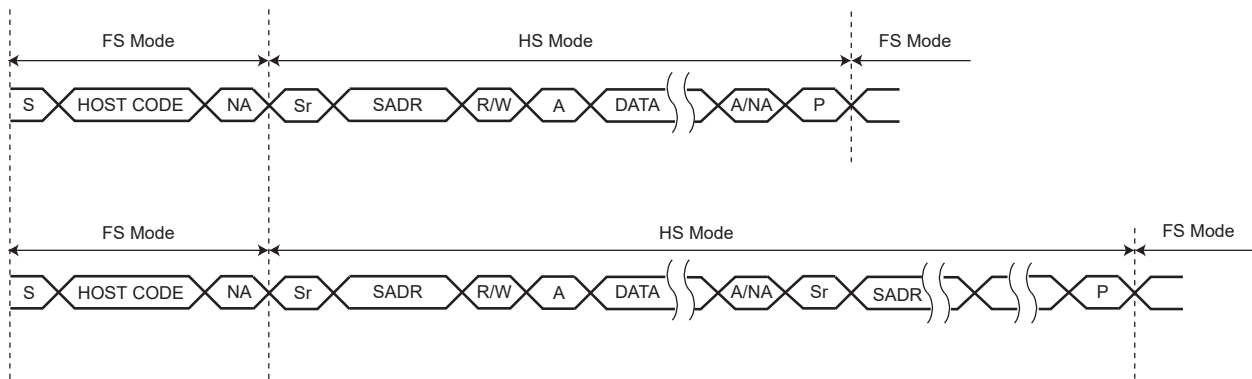 FS Mode HS Mode FS Mode
S HOST CODE NA Sr SADR R/W A DATA A/NA P
FS Mode HS Mode FS Mode
S HOST CODE NA Sr SADR R/W A DATA A/NA Sr SADR P